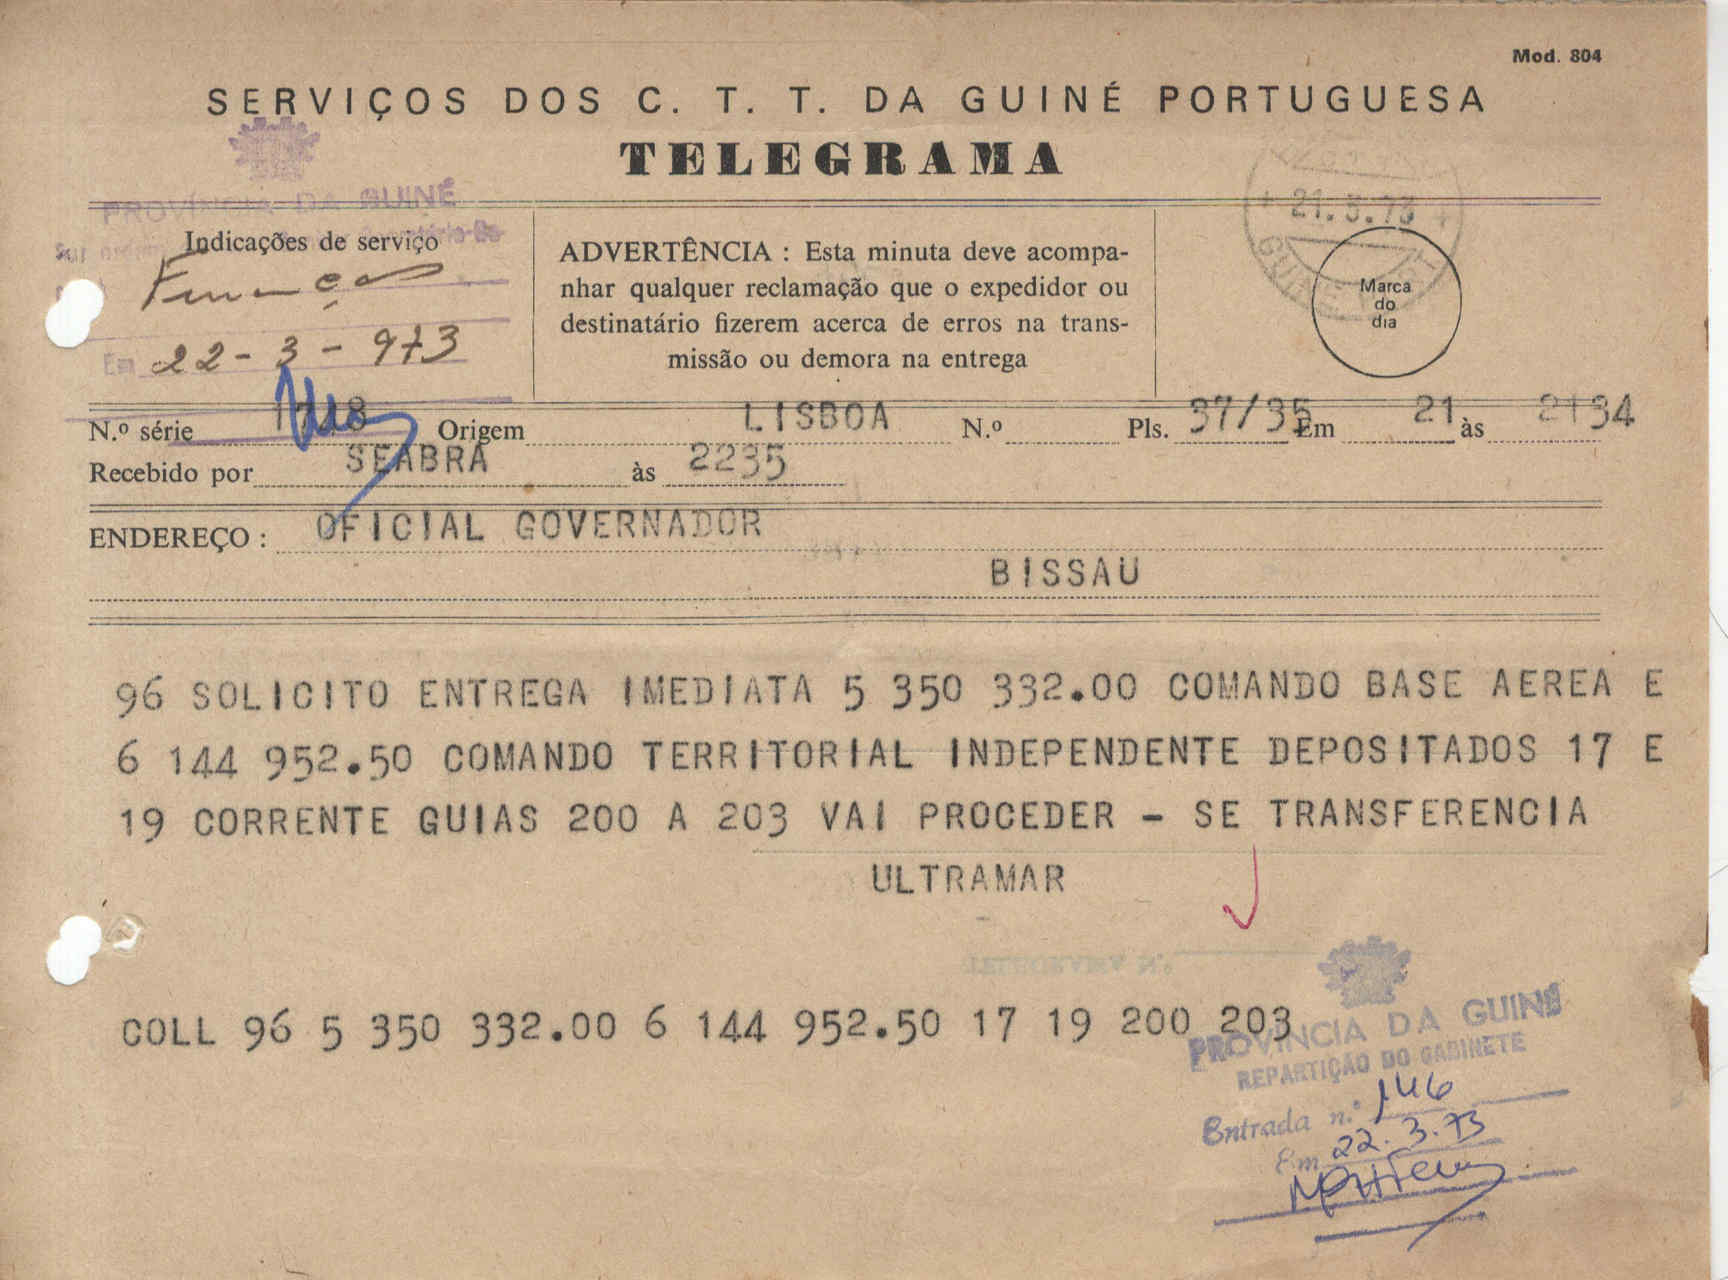 Mod. 804
SERVIÇOS DOS C. T. T. DA GUINÉ PORTUGUESA
TELEGRAMA
PROVÍNCIA DA GUINÉ
Indicações de serviço
Finanças
Em 22-3-973
ADVERTÊNCIA : Esta minuta deve acompa-
nhar qualquer reclamação que o expedidor ou
destinatário fizerem acerca de erros na trans-
missão ou demora na entrega
21.3.73
Marca
do
dia
N.º série Origem LISBOA N.º Pls. 37/35 Em 21 às 2134
Recebido por SEABRA às 2235
ENDEREÇO : OFICIAL GOVERNADOR
BISSAU
96 SOLICITO ENTREGA IMEDIATA 5 350 332.00 COMANDO BASE AEREA E
6 144 952.50 COMANDO TERRITORIAL INDEPENDENTE DEPOSITADOS 17 E
19 CORRENTE GUIAS 200 A 203 VAI PROCEDER - SE TRANSFERENCIA
ULTRAMAR
COLL 96 5 350 332.00 6 144 952.50 17 19 200 203
PROVÍNCIA DA GUINÉ
REPARTIÇÃO DO GABINETE
Entrada n.º 146
Em 22.3.73